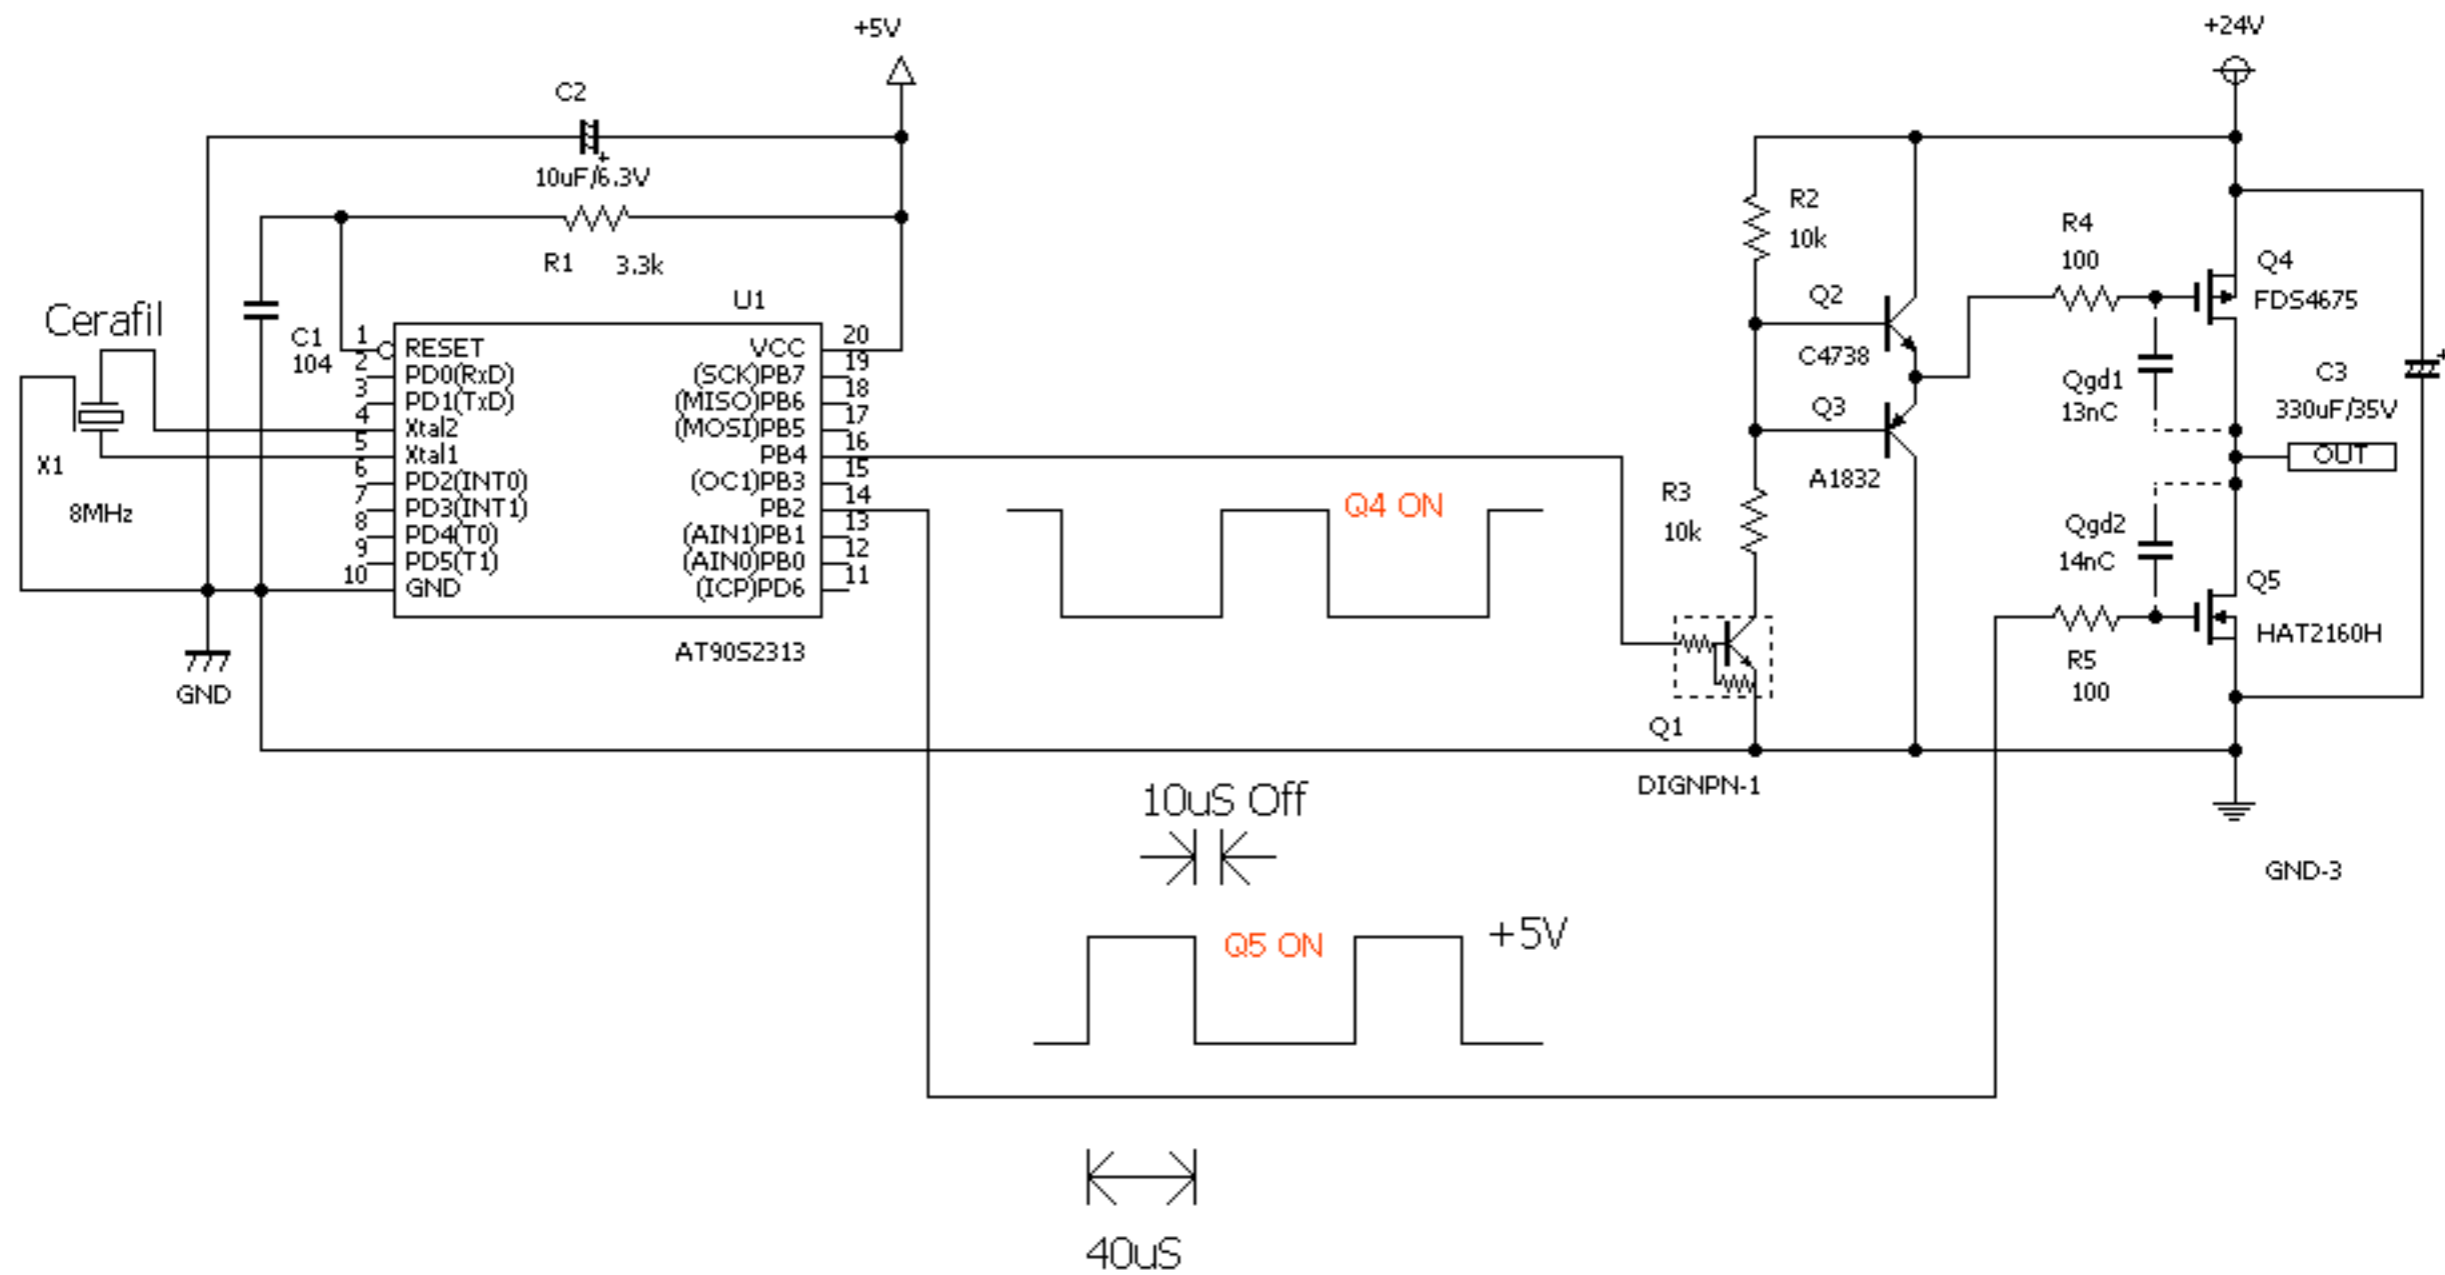 +5V
+24V
C2
10uF/6.3V
R1
3.3k
U1
Cerafil
C1
104
X1
8MHz
1
RESET
2
PD0(RxD)
3
PD1(TxD)
4
Xtal2
5
Xtal1
6
PD2(INT0)
7
PD3(INT1)
8
PD4(T0)
9
PD5(T1)
10
GND
20
VCC
19
(SCK)PB7
18
(MISO)PB6
17
(MOSI)PB5
16
PB4
15
(OC1)PB3
14
PB2
13
(AIN1)PB1
12
(AIN0)PB0
11
(ICP)PD6
AT90S2313
GND
Q4 ON
R2
10k
Q2
C4738
Q3
A1832
R3
10k
Q1
DIGNPN-1
R4
100
Q4
FDS4675
Qgd1
13nC
C3
330uF/35V
+
OUT
Qgd2
14nC
Q5
HAT2160H
R5
100
GND-3
10uS Off
Q5 ON
+5V
40uS